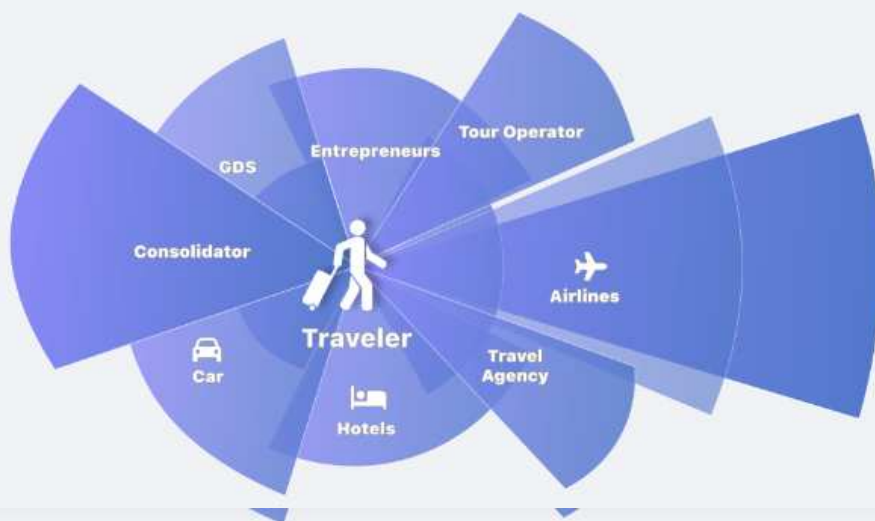 Tour Operator
Entrepreneurs
GDS
Consolidator
Airlines
Traveler
Travel
Agency
Car
Hotels